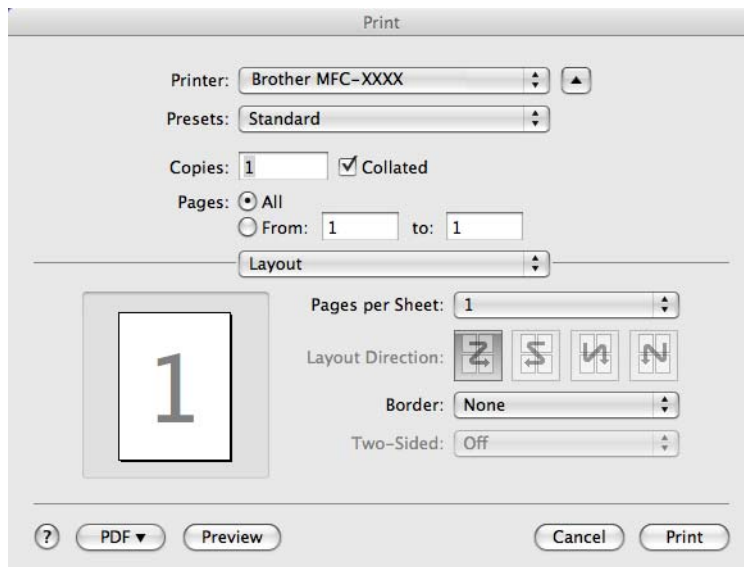 Print
Printer: Brother MFC-XXXX
Presets: Standard
Copies: 1 Collated
Pages: All
From: 1 to: 1
Layout
Pages per Sheet: 1
1
Layout Direction:
Border: None
Two-Sided: Off
? PDF Preview Cancel Print